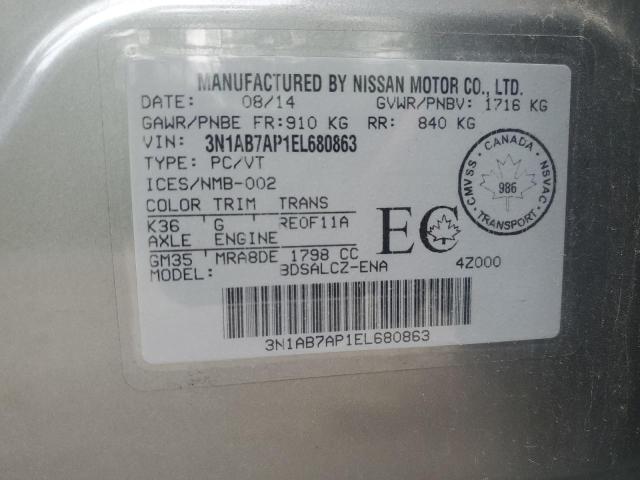 MANUFACTURED BY NISSAN MOTOR CO., LTD.
DATE: 08/14 GVWR/PNBV: 1716 KG
GAWR/PNBE FR: 910 KG RR: 840 KG
VIN: 3N1AB7AP1EL680863
TYPE: PC/VT
ICES/NMB-002
COLOR TRIM TRANS
K36 G RE0F11A
AXLE ENGINE
GM35 MRA8DE 1798 CC
MODEL: BDSALCZ-ENA 4Z000
EC
CANADA
CMVSS NSVAC
986
TRANSPORT
3N1AB7AP1EL680863